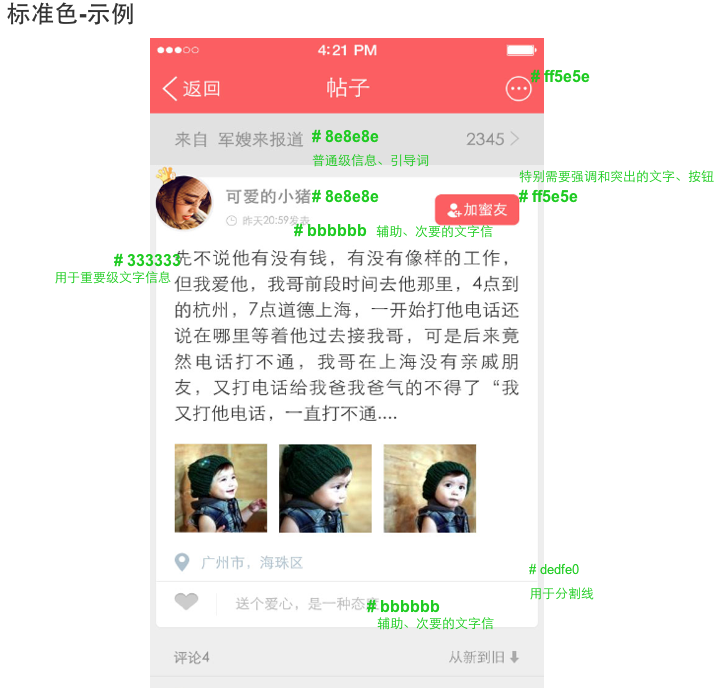 标准色-示例
4:21 PM
返回
帖子
# ff5e5e
来自 军嫂来报道
# 8e8e8e
2345
普通级信息、引导词
特别需要强调和突出的文字、按钮
可爱的小猪
# 8e8e8e
加蜜友
# ff5e5e
昨天20:59发表
# bbbbbb 辅助、次要的文字信
# 333333
用于重要级文字信息
先不说他有没有钱，有没有像样的工作，
但我爱他，我哥前段时间去他那里，4点到
的杭州，7点道德上海，一开始打他电话还
说在哪里等着他过去接我哥，可是后来竟
然电话打不通，我哥在上海没有亲戚朋
友，又打电话给我爸我爸气的不得了“我
又打他电话，一直打不通....
广州市，海珠区
# dedfe0
用于分割线
送个爱心，是一种态度
# bbbbbb
辅助、次要的文字信
评论4
从新到旧